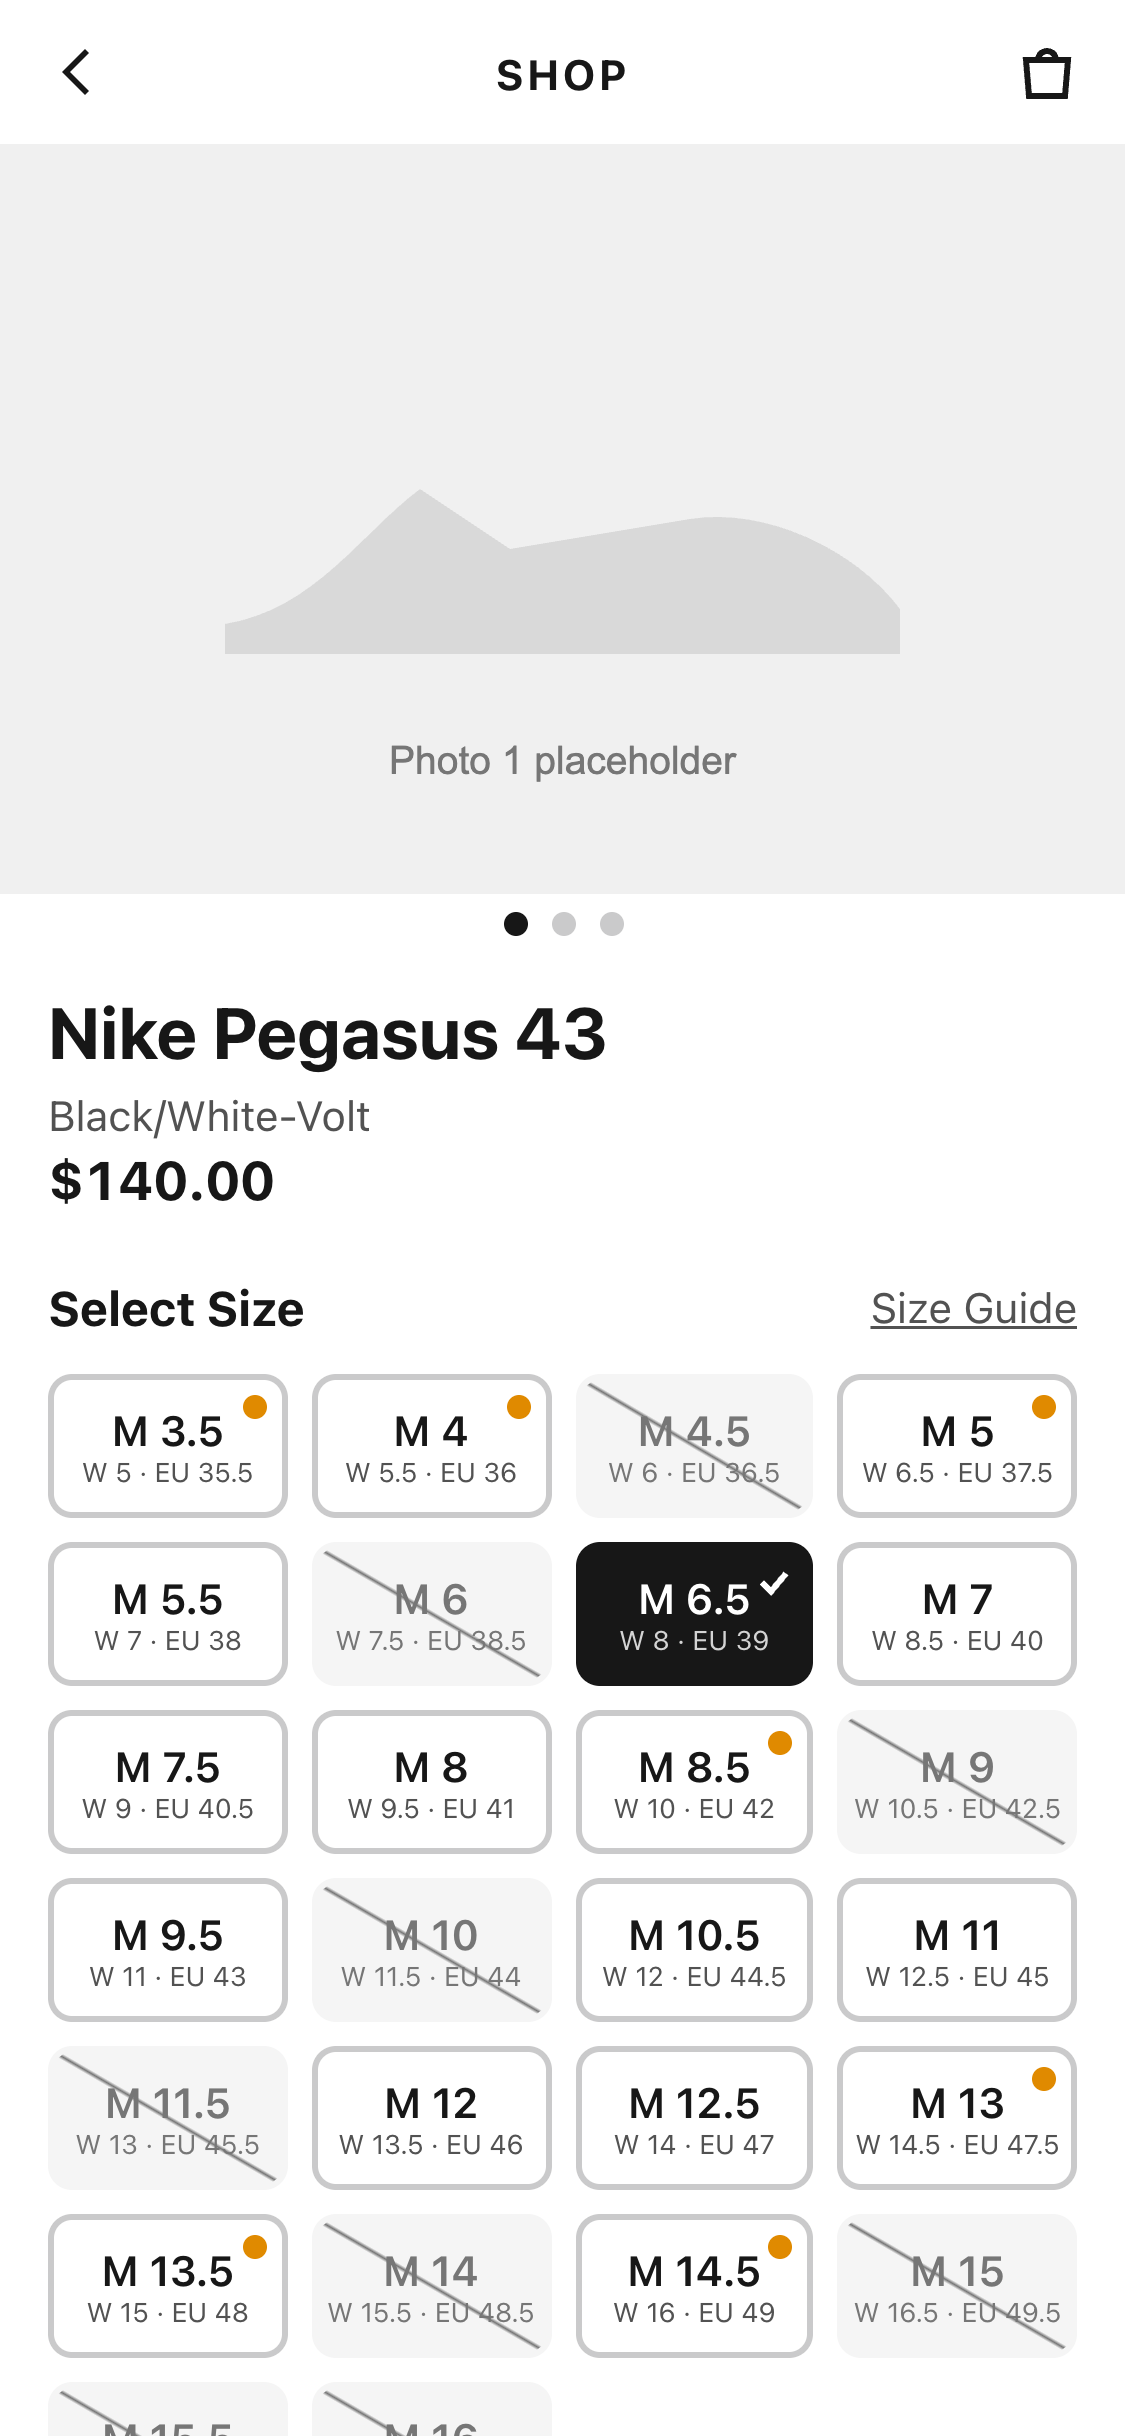 SHOP
Photo 1 placeholder
Nike Pegasus 43
Black/White-Volt
$140.00
Select Size
Size Guide
M 3.5
W 5 · EU 35.5
M 4
W 5.5 · EU 36
M 4.5
W 6 · EU 36.5
M 5
W 6.5 · EU 37.5
M 5.5
W 7 · EU 38
M 6
W 7.5 · EU 38.5
M 6.5
W 8 · EU 39
M 7
W 8.5 · EU 40
M 7.5
W 9 · EU 40.5
M 8
W 9.5 · EU 41
M 8.5
W 10 · EU 42
M 9
W 10.5 · EU 42.5
M 9.5
W 11 · EU 43
M 10
W 11.5 · EU 44
M 10.5
W 12 · EU 44.5
M 11
W 12.5 · EU 45
M 11.5
W 13 · EU 45.5
M 12
W 13.5 · EU 46
M 12.5
W 14 · EU 47
M 13
W 14.5 · EU 47.5
M 13.5
W 15 · EU 48
M 14
W 15.5 · EU 48.5
M 14.5
W 16 · EU 49
M 15
W 16.5 · EU 49.5
M 15.5
M 16